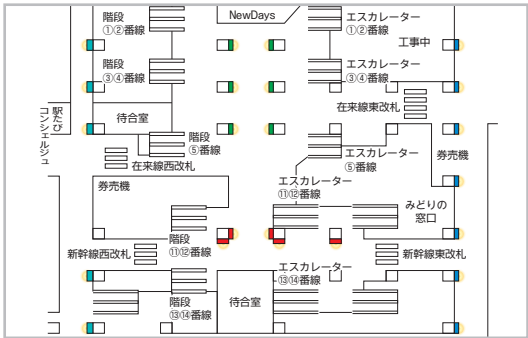 階段
①②番線
NewDays
エスカレーター
①②番線
工事中
階段
③④番線
エスカレーター
③④番線
駅たび
コンシェルジュ
待合室
在来線東改札
階段
⑤番線
在来線西改札
エスカレーター
⑤番線
券売機
券売機
エスカレーター
⑪⑫番線
みどりの
窓口
階段
⑪⑫番線
新幹線西改札
新幹線東改札
エスカレーター
⑬⑭番線
階段
⑬⑭番線
待合室